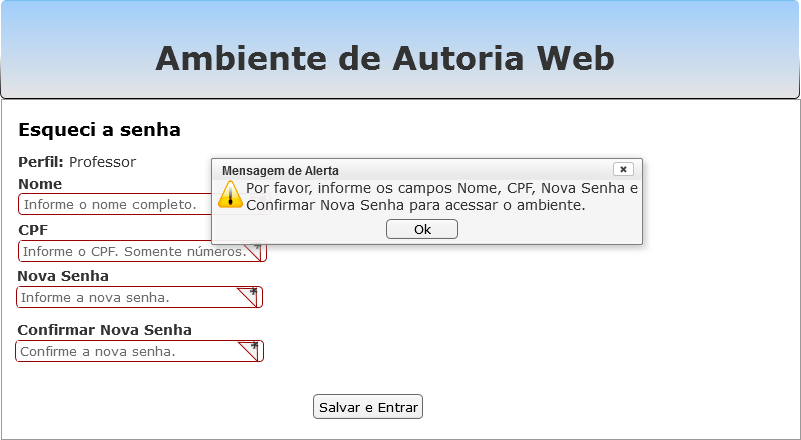 Ambiente de Autoria Web
Esqueci a senha
Perfil: Professor
Nome
Informe o nome completo.
Mensagem de Alerta
Por favor, informe os campos Nome, CPF, Nova Senha e
Confirmar Nova Senha para acessar o ambiente.
Ok
CPF
Informe o CPF. Somente números. *
Nova Senha
Informe a nova senha. *
Confirmar Nova Senha
Confirme a nova senha. *
Salvar e Entrar